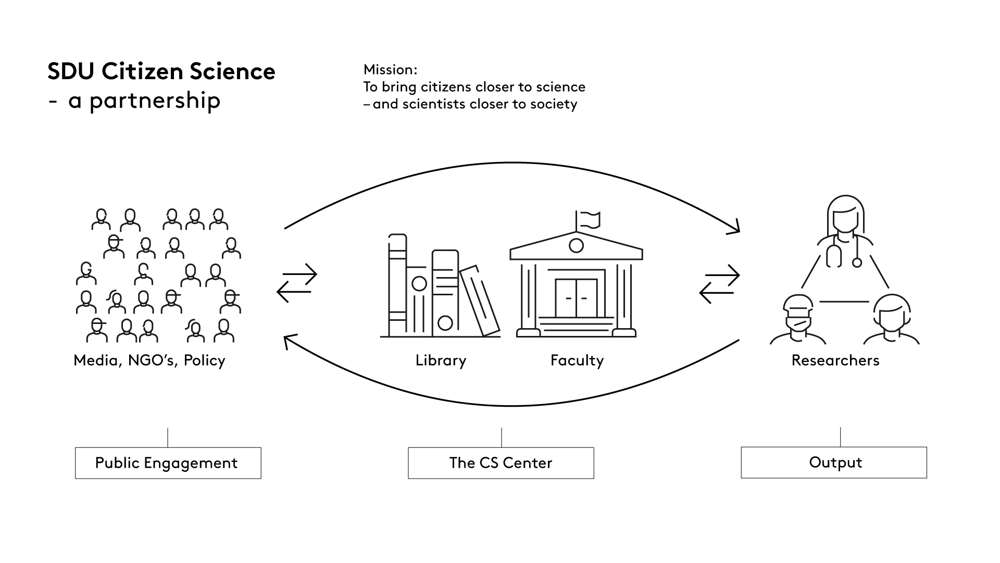 SDU Citizen Science
- a partnership
Mission:
To bring citizens closer to science
– and scientists closer to society
Media, NGO’s, Policy
Library
Faculty
Researchers
Public Engagement
The CS Center
Output